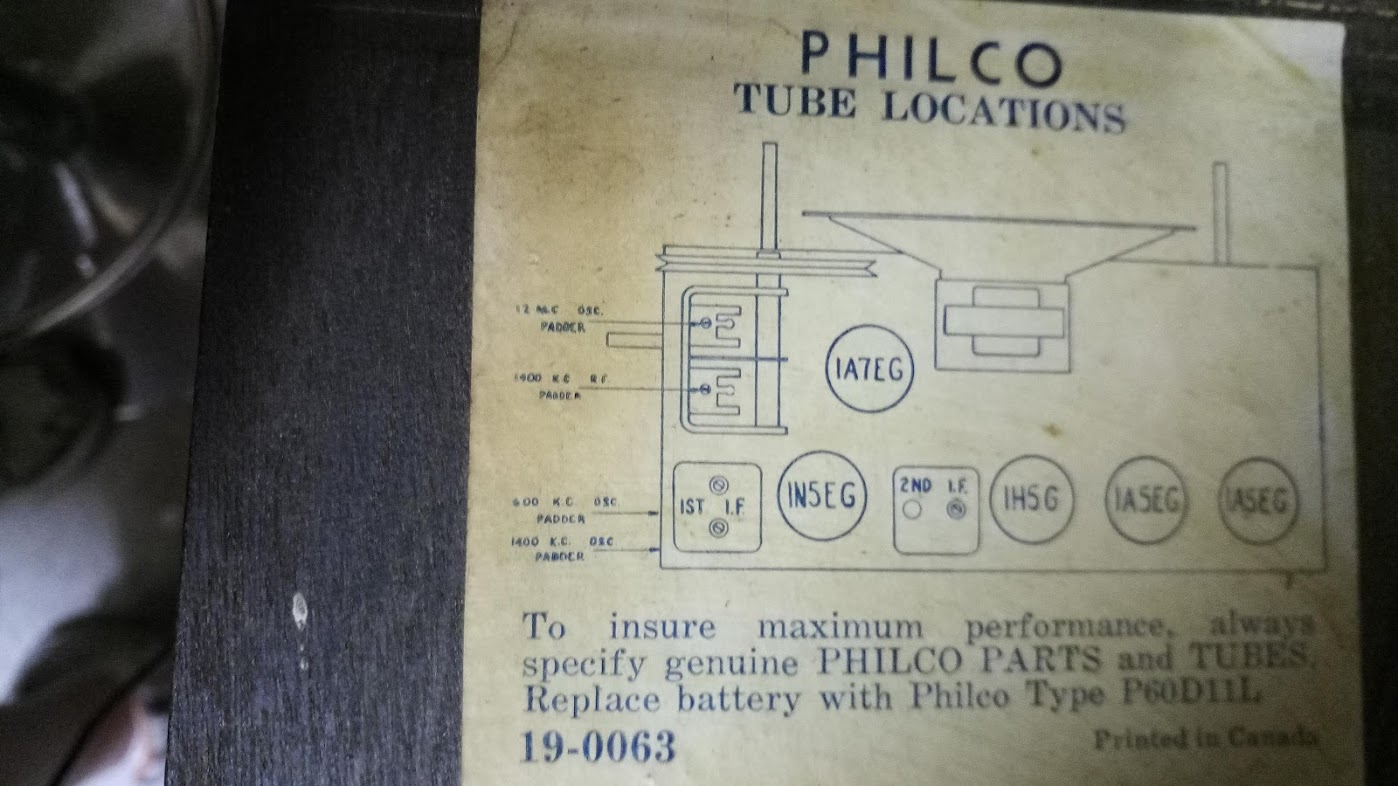 PHILCO
TUBE LOCATIONS
12 M.C OSC.
PADDER
1A7EG
1400 K.C R.F.
PADDER
600 K.C. OSC.
PADDER
1400 K.C. OSC
PADDER
1ST I.F.
1N5EG
2ND I.F.
1H5G
1A5EG
1A5EG
To insure maximum performance, always
specify genuine PHILCO PARTS and TUBES.
Replace battery with Philco Type P60D11L
19-0063
Printed in Canada